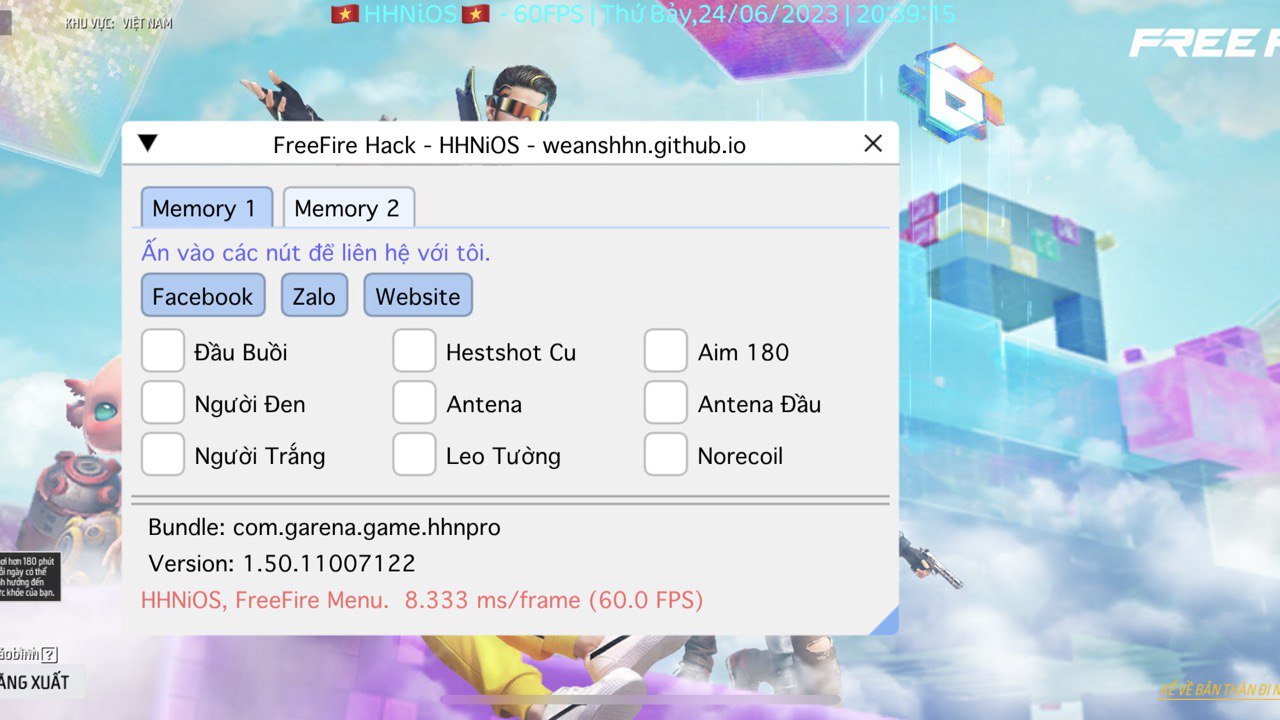 KHU VỰC: VIỆT NAM
HHNiOS - 60FPS | Thứ Bảy,24/06/2023 | 20:39:15
FREE F
6
FreeFire Hack - HHNiOS - weanshhn.github.io
Memory 1 Memory 2
Ấn vào các nút để liên hệ với tôi.
Facebook Zalo Website
Đầu Buồi Hestshot Cu Aim 180
Người Đen Antena Antena Đầu
Người Trắng Leo Tường Norecoil
Bundle: com.garena.game.hhnpro
Version: 1.50.11007122
HHNiOS, FreeFire Menu. 8.333 ms/frame (60.0 FPS)
hơn 180 phút
ngày có thể
hưởng đến
khỏe của bạn.
?
ĂNG XUẤT
KỂ VỀ BẢN THÂN ĐI